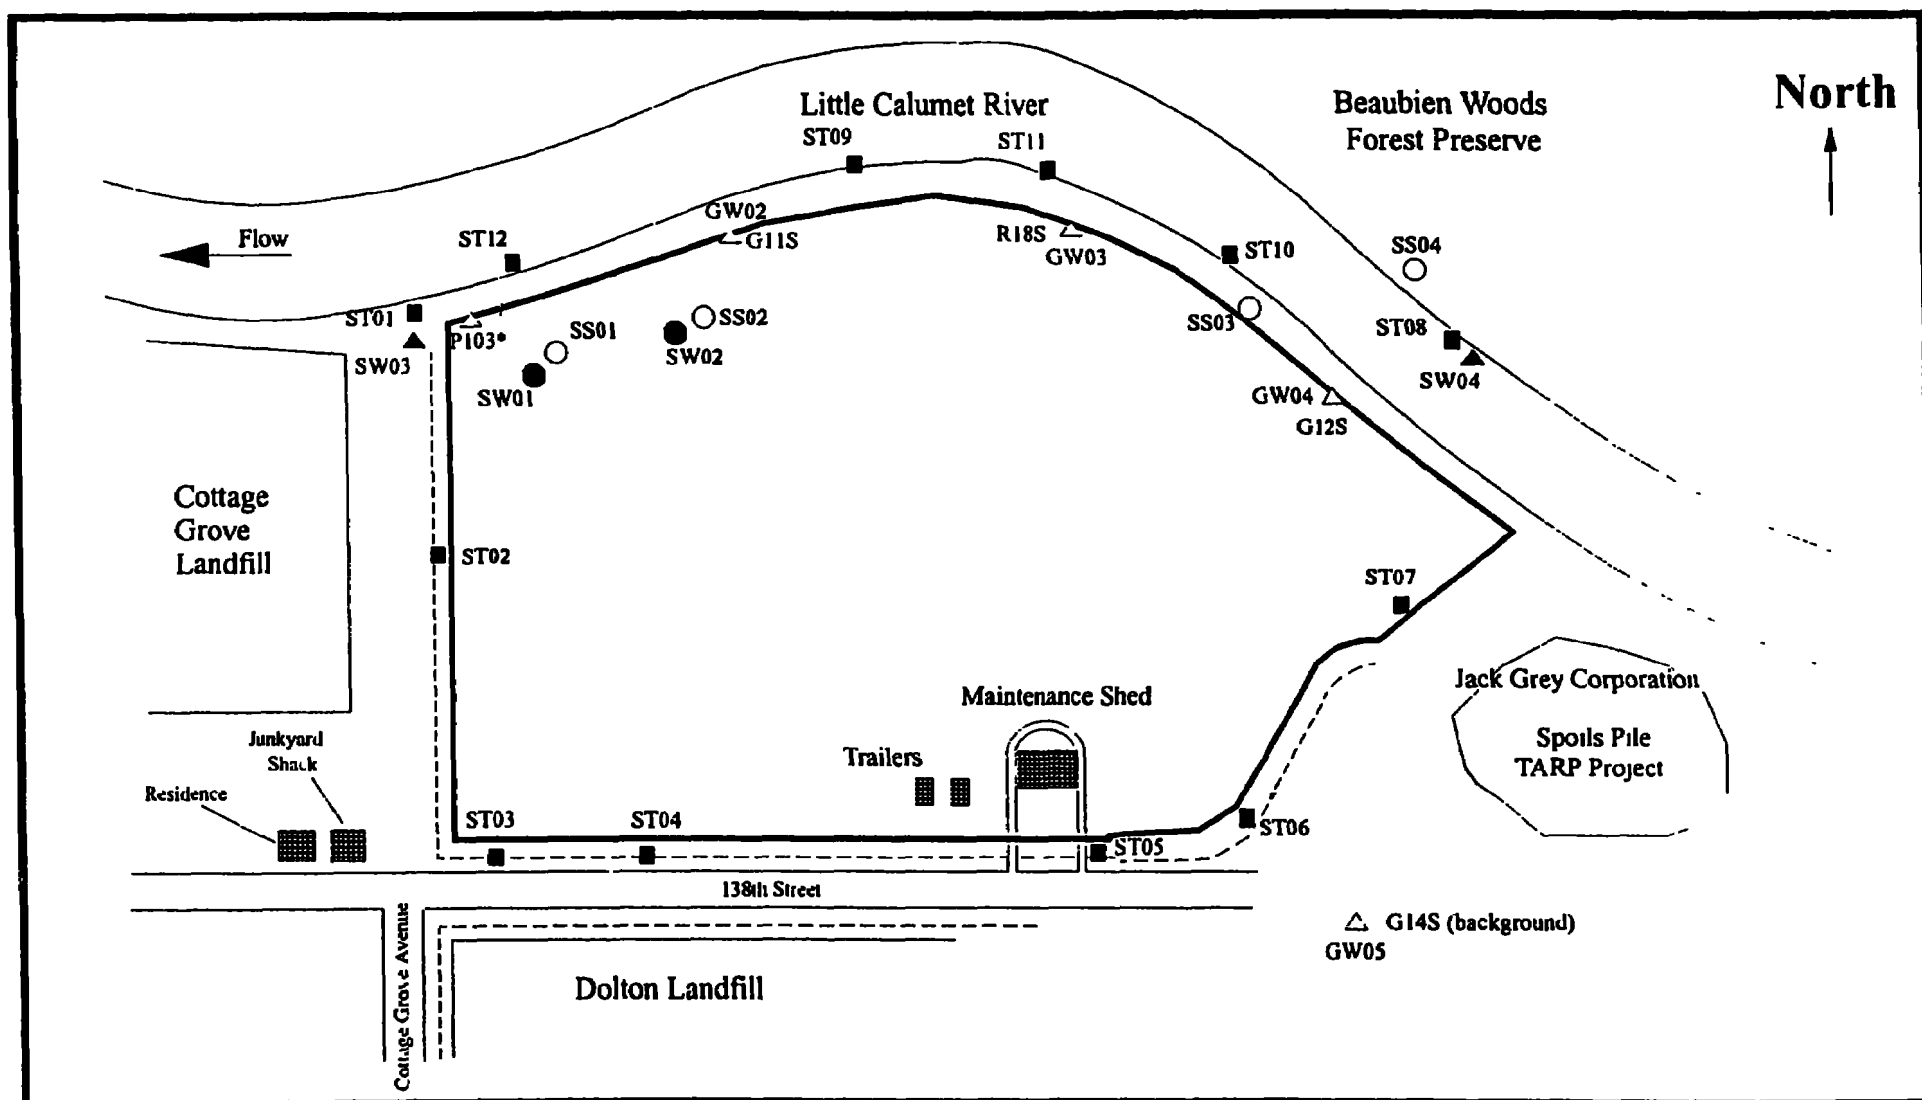 North
Little Calumet River
Beaubien Woods
Forest Preserve
ST09
ST11
GW02
G11S
R18S
GW03
ST10
SS04
Flow
ST12
ST01
P103*
SW03
SS01
SS02
SW02
SW01
SS03
ST08
SW04
GW04
G12S
Cottage
Grove
Landfill
ST02
ST07
Jack Grey Corporation
Spoils Pile
TARP Project
Maintenance Shed
Trailers
Junkyard
Shack
Residence
ST03
ST04
ST05
ST06
138th Street
Cottage Grove Avenue
G14S (background)
GW05
Dolton Landfill